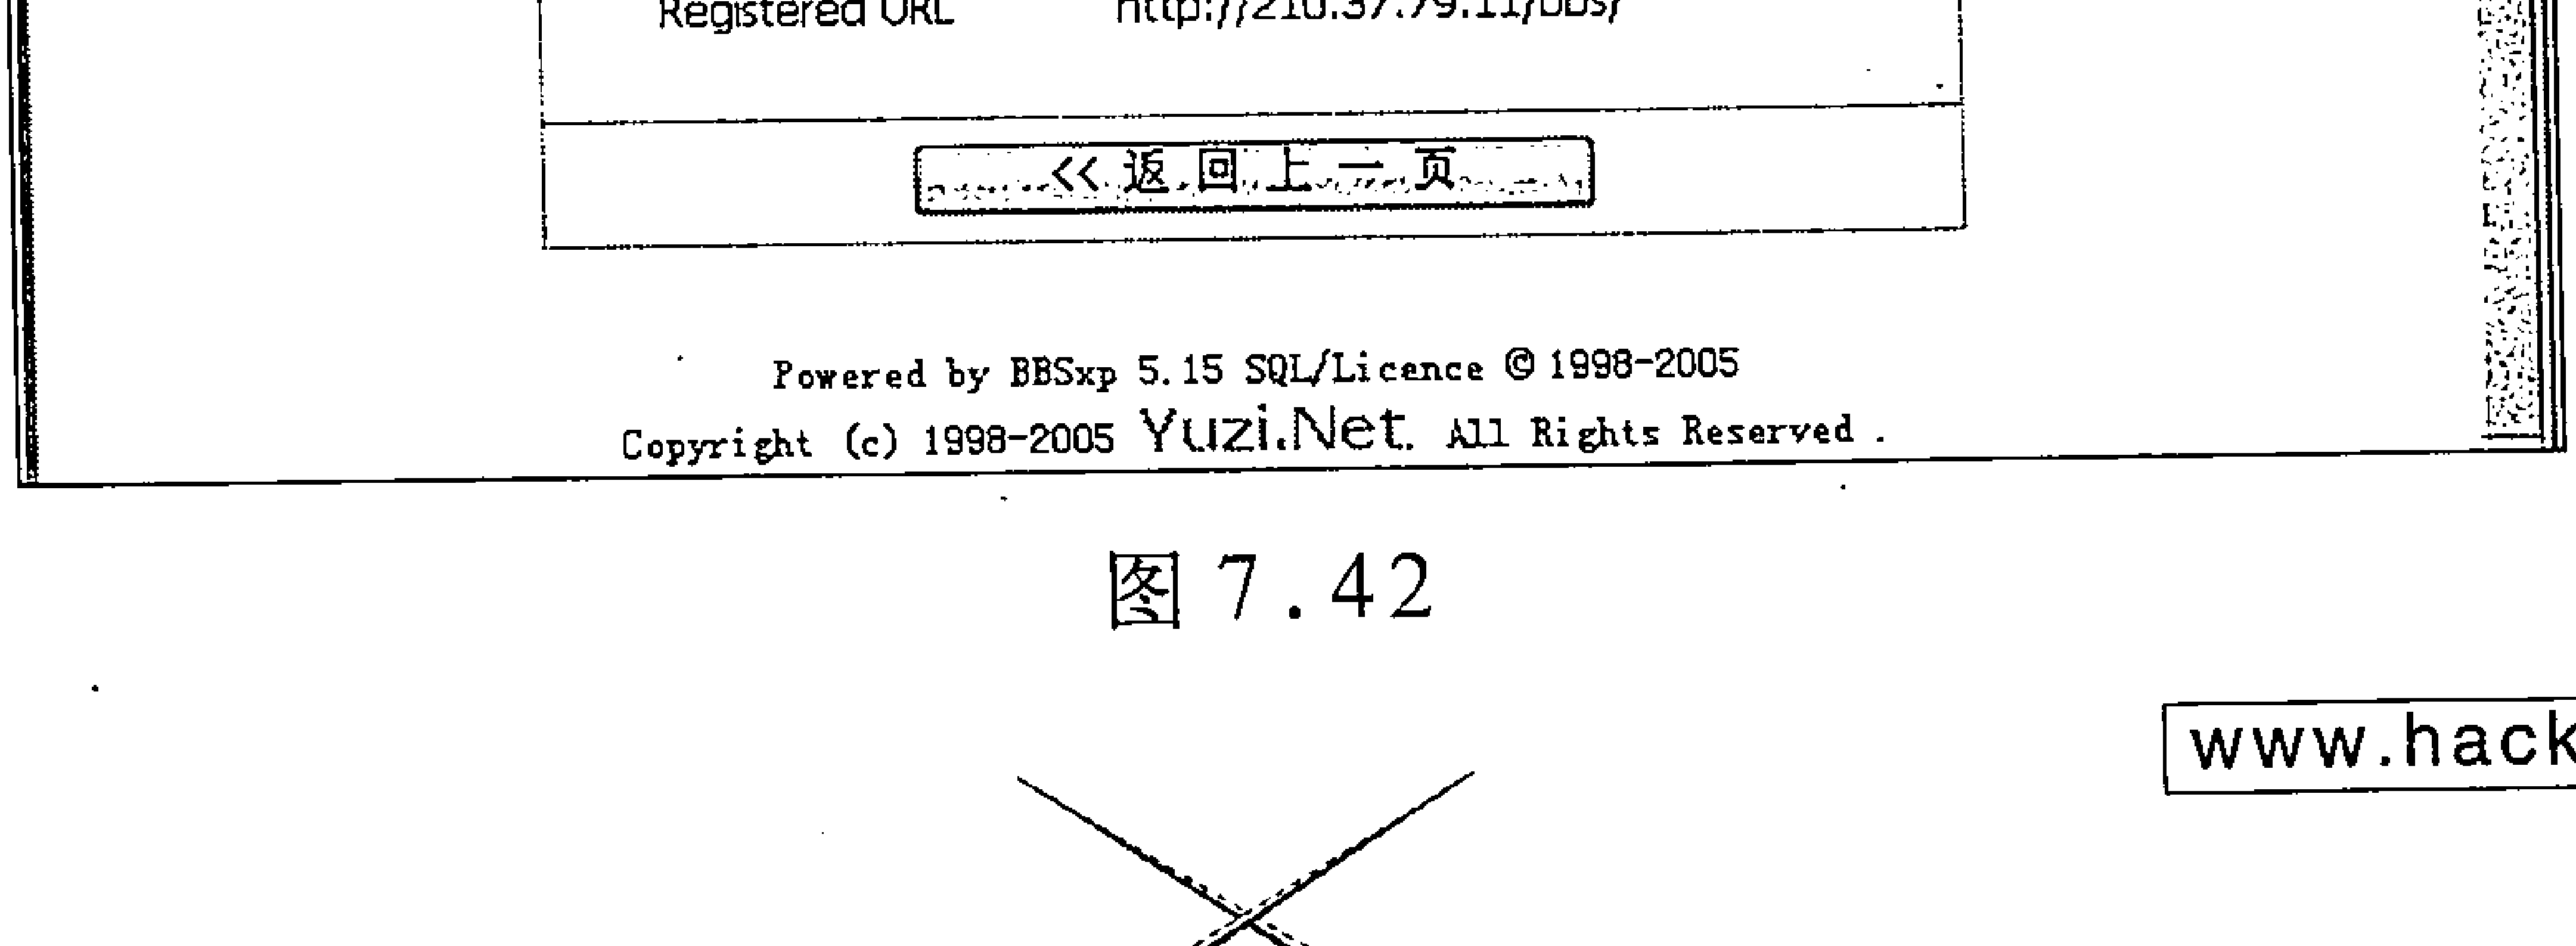 Registered URL http://210.37.79.11/bbs/
<< 返 回 上 一 页
Powered by BBSxp 5.15 SQL/Licence © 1998-2005
Copyright (c) 1998-2005 Yuzi.Net. All Rights Reserved .
图 7.42
www.hack